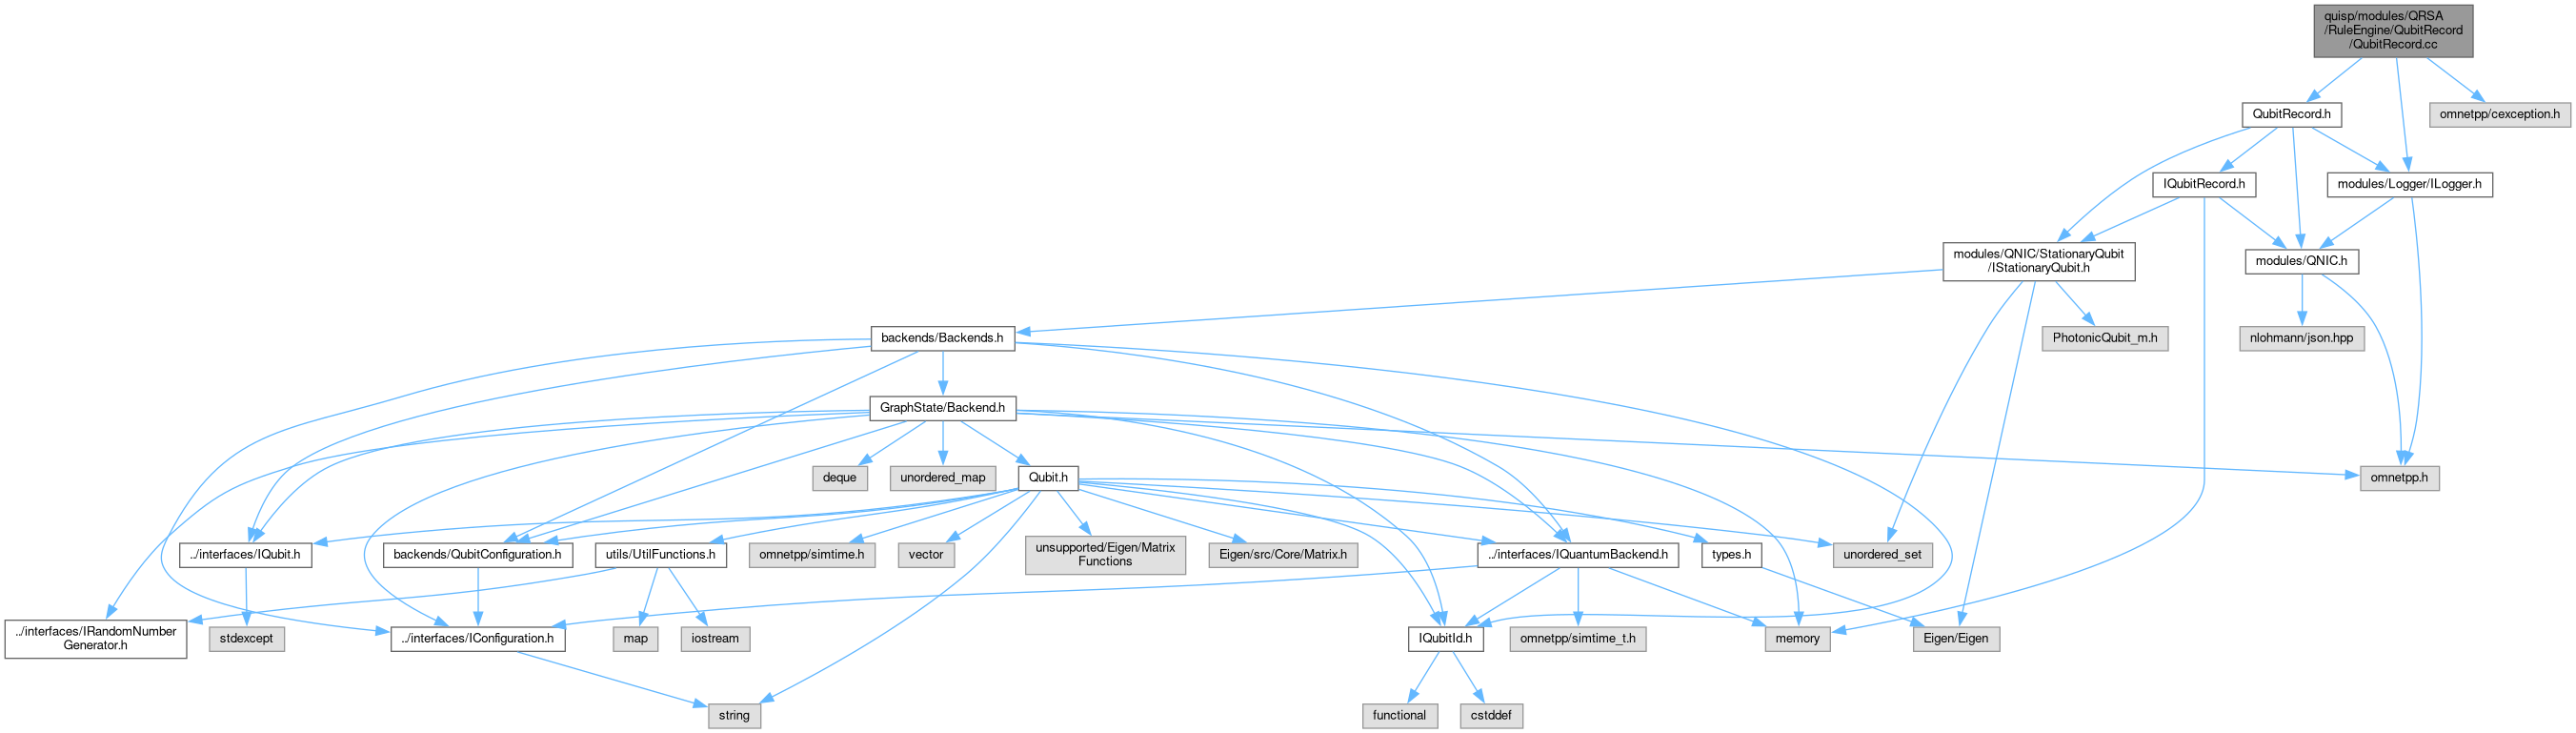 quisp/modules/QRSA
/RuleEngine/QubitRecord
/QubitRecord.cc
QubitRecord.h
omnetpp/cexception.h
IQubitRecord.h
modules/Logger/ILogger.h
modules/QNIC/StationaryQubit
/IStationaryQubit.h
modules/QNIC.h
backends/Backends.h
PhotonicQubit_m.h
nlohmann/json.hpp
GraphState/Backend.h
deque
unordered_map
Qubit.h
omnetpp.h
../interfaces/IQubit.h
backends/QubitConfiguration.h
utils/UtilFunctions.h
omnetpp/simtime.h
vector
unsupported/Eigen/Matrix
Functions
Eigen/src/Core/Matrix.h
../interfaces/IQuantumBackend.h
types.h
unordered_set
../interfaces/IRandomNumber
Generator.h
stdexcept
../interfaces/IConfiguration.h
map
iostream
IQubitId.h
omnetpp/simtime_t.h
memory
Eigen/Eigen
string
functional
cstddef